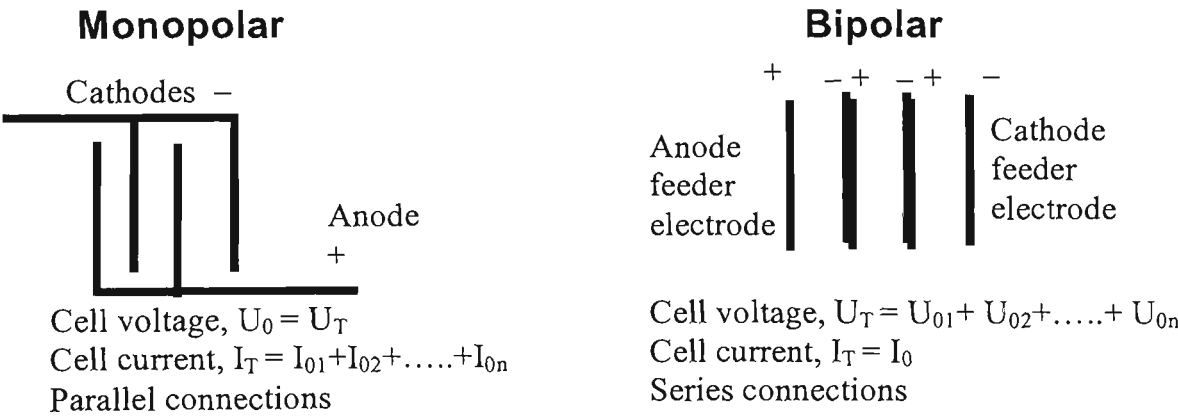 Monopolar
Cathodes –
Anode
+
Cell voltage, U₀ = U_T
Cell current, I_T = I₀₁+I₀₂+…..+I₀ₙ
Parallel connections
Bipolar
+ – + – + –
Anode
feeder
electrode
Cathode
feeder
electrode
Cell voltage, U_T = U₀₁+ U₀₂+…..+ U₀ₙ
Cell current, I_T = I₀
Series connections